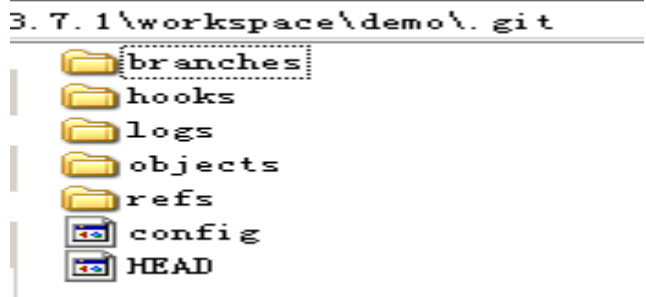 3.7.1\workspace\demo\.git
branches
hooks
logs
objects
refs
config
HEAD